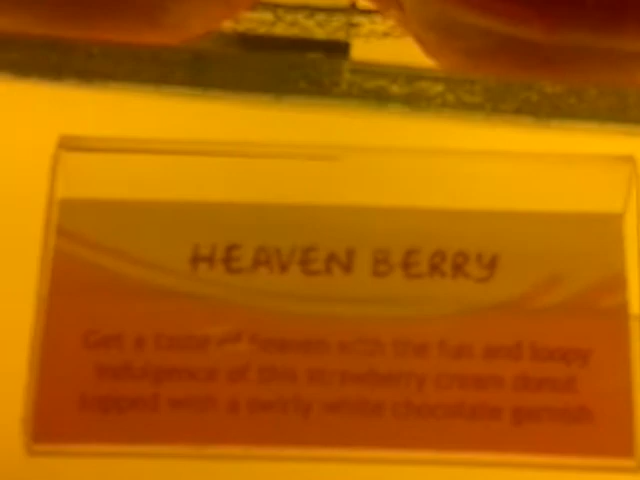 HEAVEN BERRY
Get a taste of heaven with the fun and loopy
indulgence of this strawberry cream donut
topped with a swirly white chocolate garnish